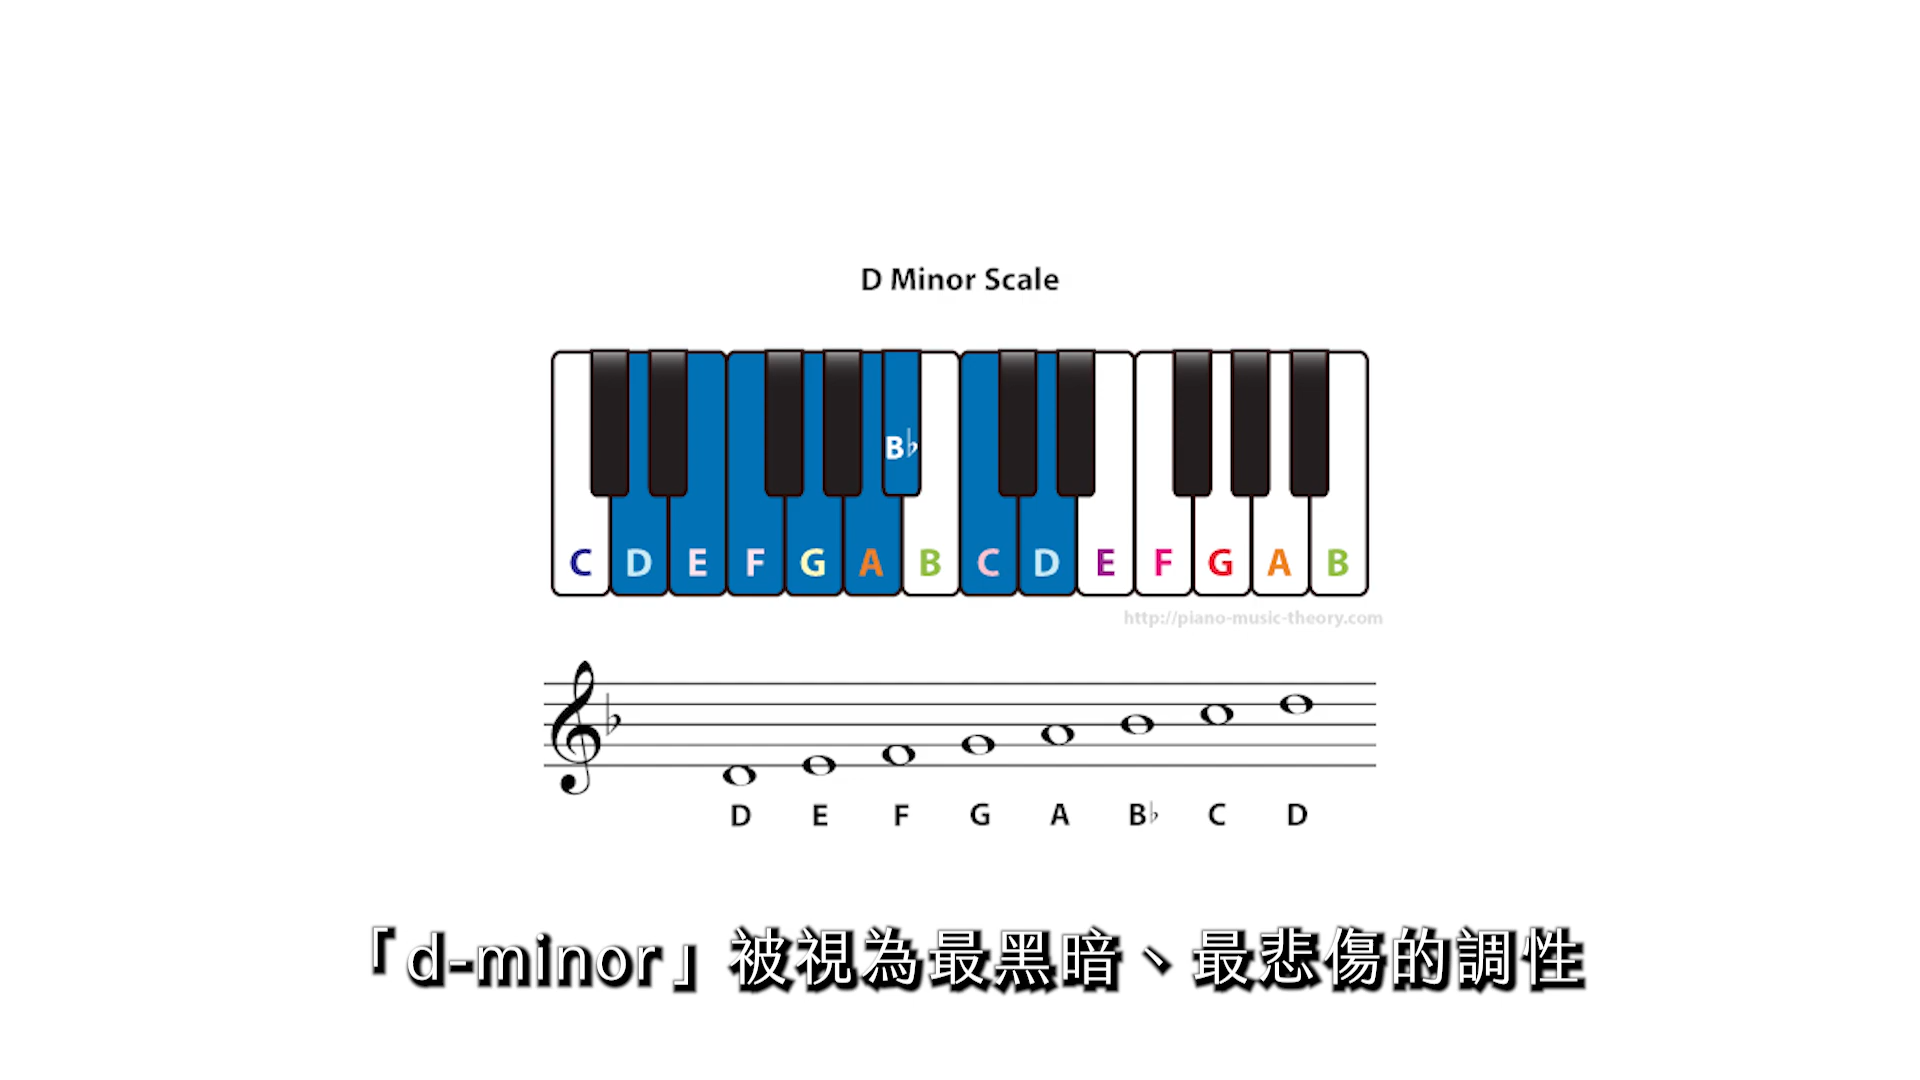 D Minor Scale
B♭
C D E F G A B C D E F G A B
http://piano-music-theory.com
D E F G A B♭ C D
「d-minor」被視為最黑暗、最悲傷的調性